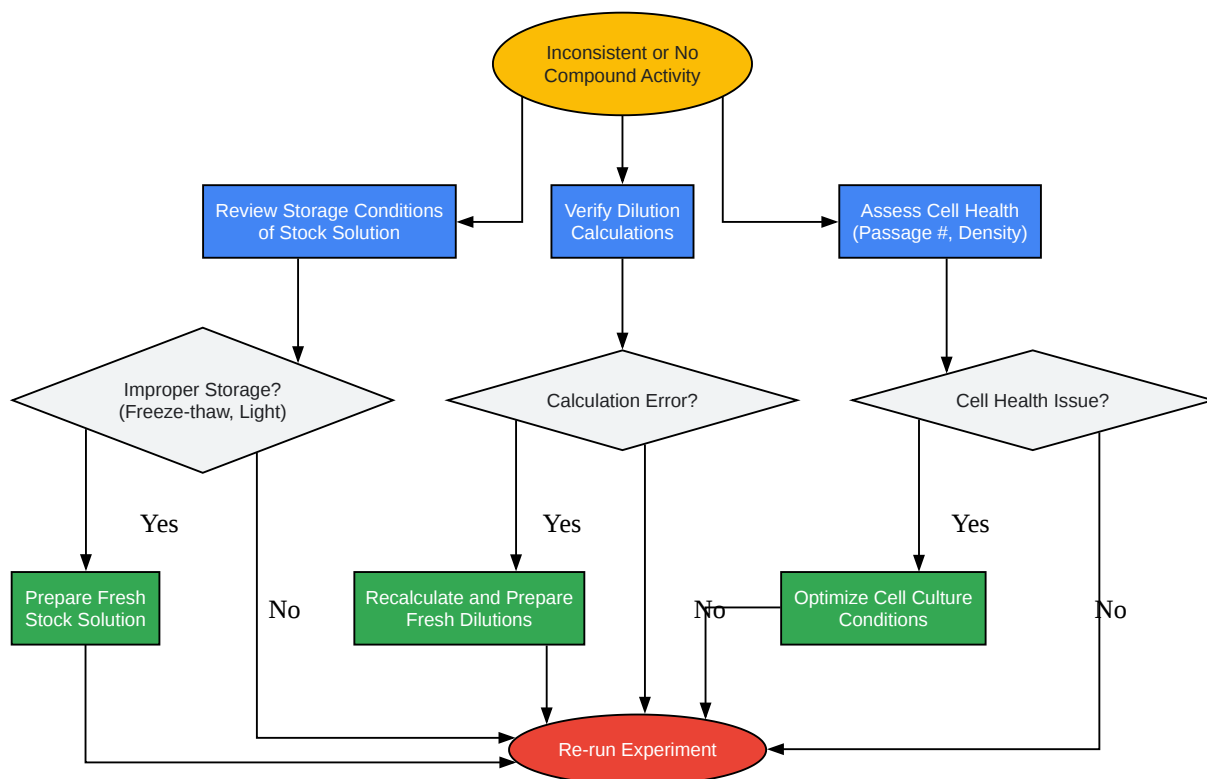 Inconsistent or No
Compound Activity
Review Storage Conditions
of Stock Solution
Verify Dilution
Calculations
Assess Cell Health
(Passage #, Density)
Improper Storage?
(Freeze-thaw, Light)
Calculation Error?
Cell Health Issue?
Yes
Yes
Yes
Prepare Fresh
Stock Solution
No
Recalculate and Prepare
Fresh Dilutions
No
Optimize Cell Culture
Conditions
No
Re-run Experiment